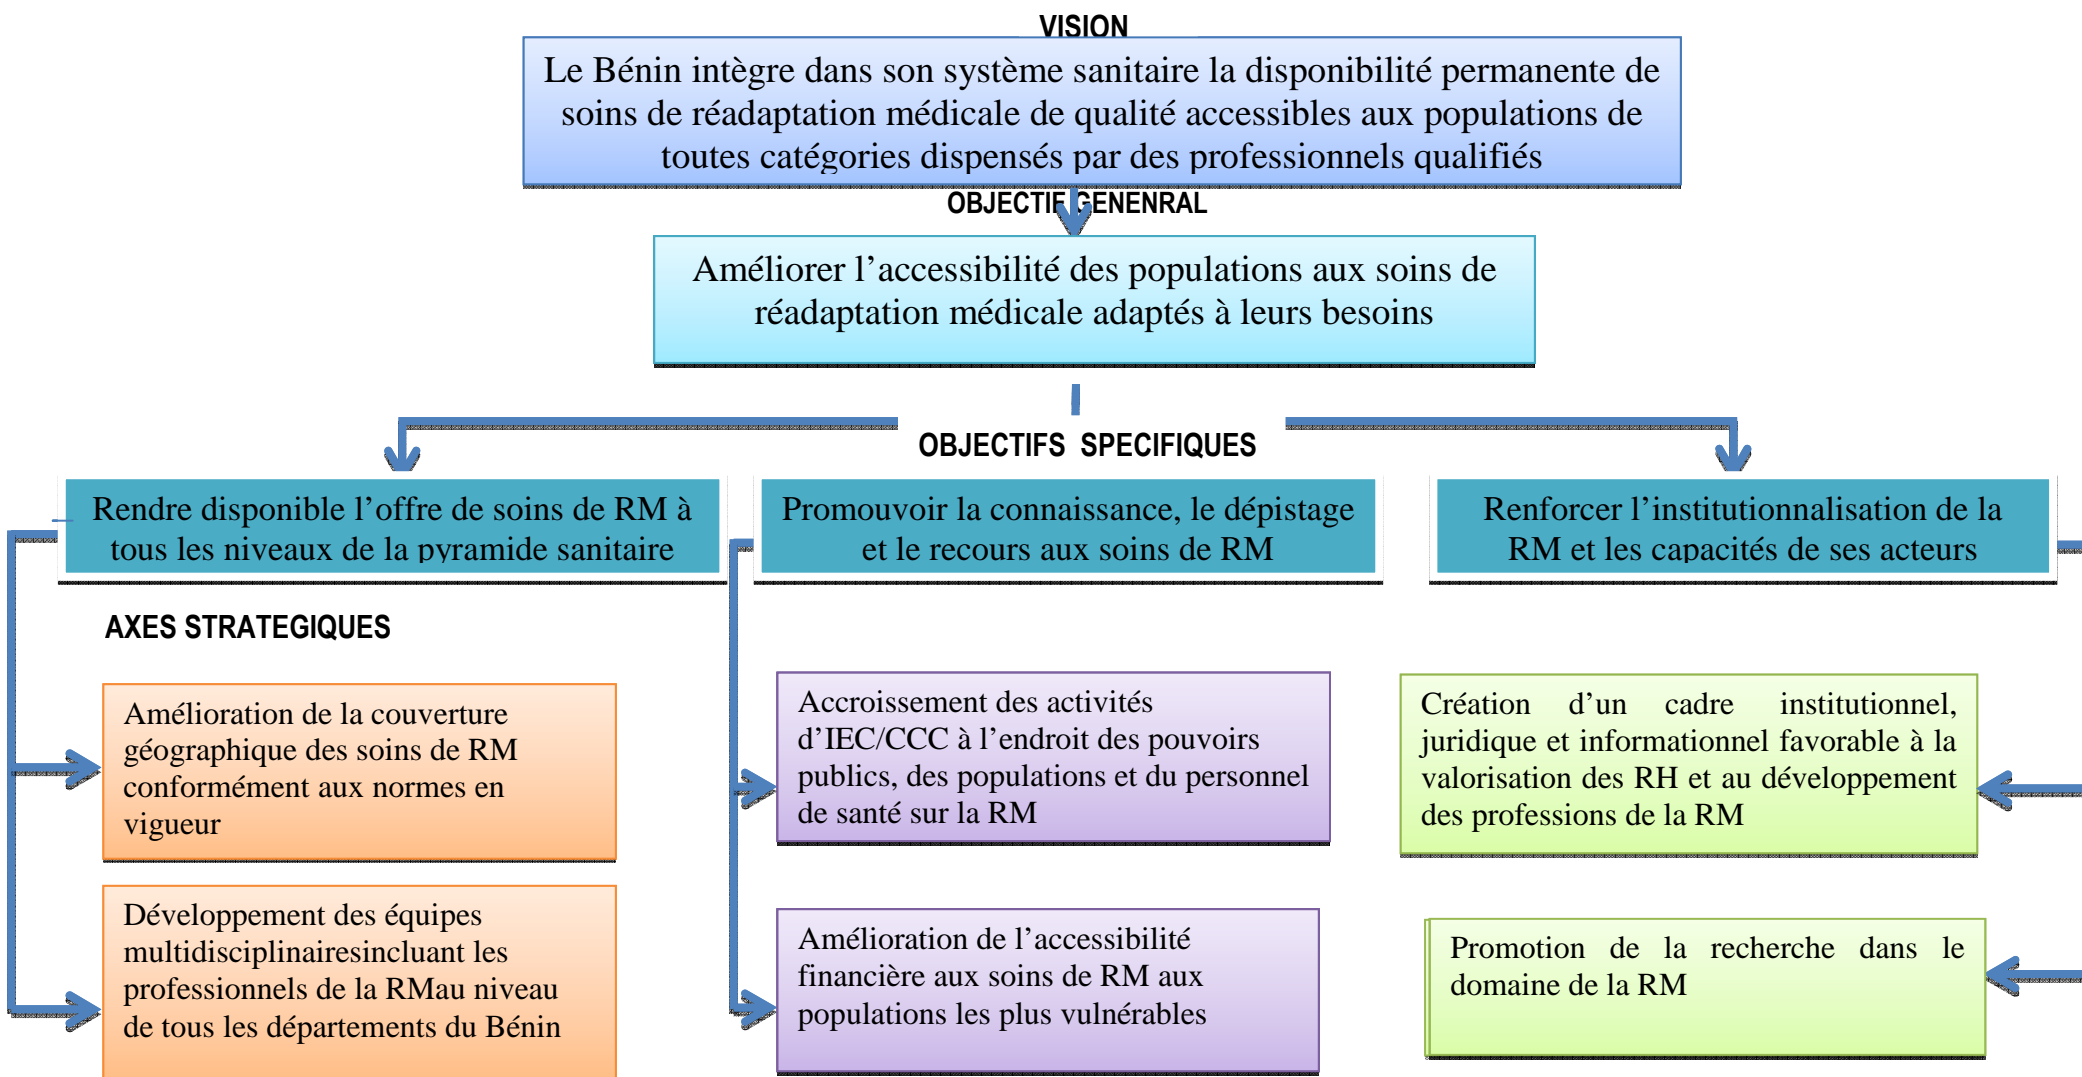 VISION
Le Bénin intègre dans son système sanitaire la disponibilité permanente de
soins de réadaptation médicale de qualité accessibles aux populations de
toutes catégories dispensés par des professionnels qualifiés
OBJECTIF GENENRAL
Améliorer l’accessibilité des populations aux soins de
réadaptation médicale adaptés à leurs besoins
OBJECTIFS SPECIFIQUES
Rendre disponible l’offre de soins de RM à
tous les niveaux de la pyramide sanitaire
Promouvoir la connaissance, le dépistage
et le recours aux soins de RM
Renforcer l’institutionnalisation de la
RM et les capacités de ses acteurs
AXES STRATEGIQUES
Amélioration de la couverture
géographique des soins de RM
conformément aux normes en
vigueur
Accroissement des activités
d’IEC/CCC à l’endroit des pouvoirs
publics, des populations et du personnel
de santé sur la RM
Création d’un cadre institutionnel,
juridique et informationnel favorable à la
valorisation des RH et au développement
des professions de la RM
Développement des équipes
multidisciplinairesincluant les
professionnels de la RMau niveau
de tous les départements du Bénin
Amélioration de l’accessibilité
financière aux soins de RM aux
populations les plus vulnérables
Promotion de la recherche dans le
domaine de la RM